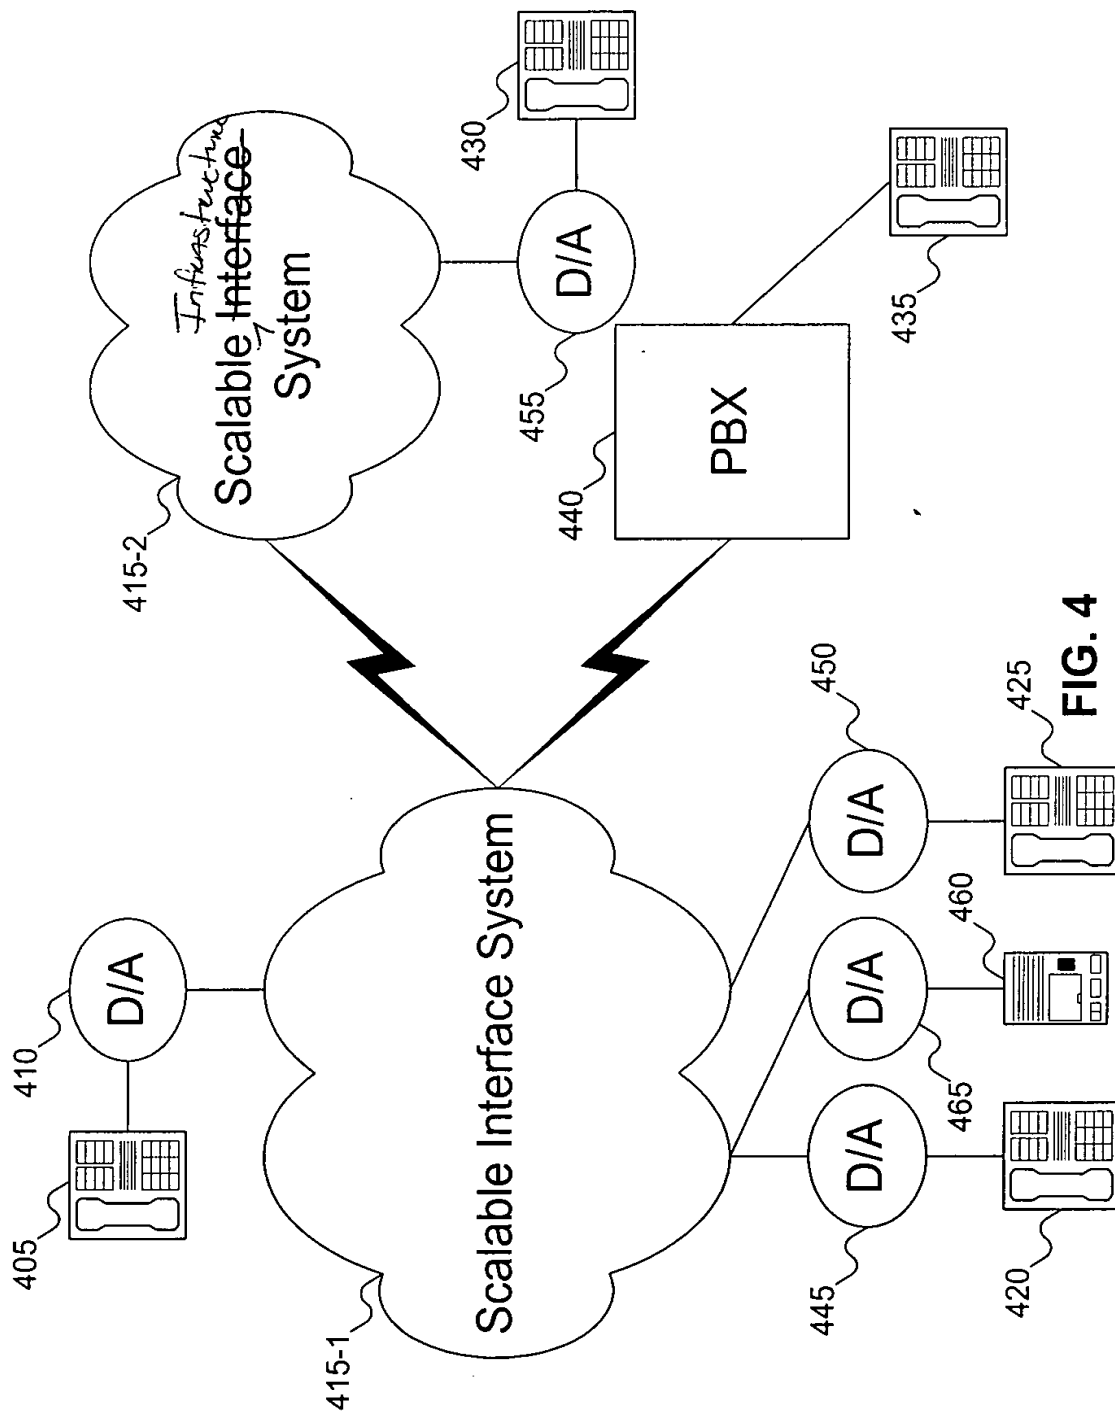 405
410
D/A
415-1
Scalable Interface System
415-2
Infrastructure
Scalable Interface
System
430
455
D/A
440
PBX
435
445
D/A
420
465
D/A
460
450
D/A
425
FIG. 4